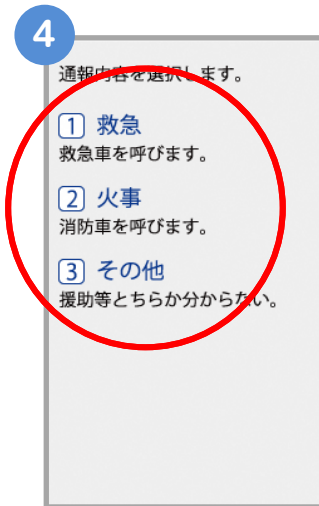 4
通報内容を選択します。
1 救急
救急車を呼びます。
2 火事
消防車を呼びます。
3 その他
援助等とちらか分からない。